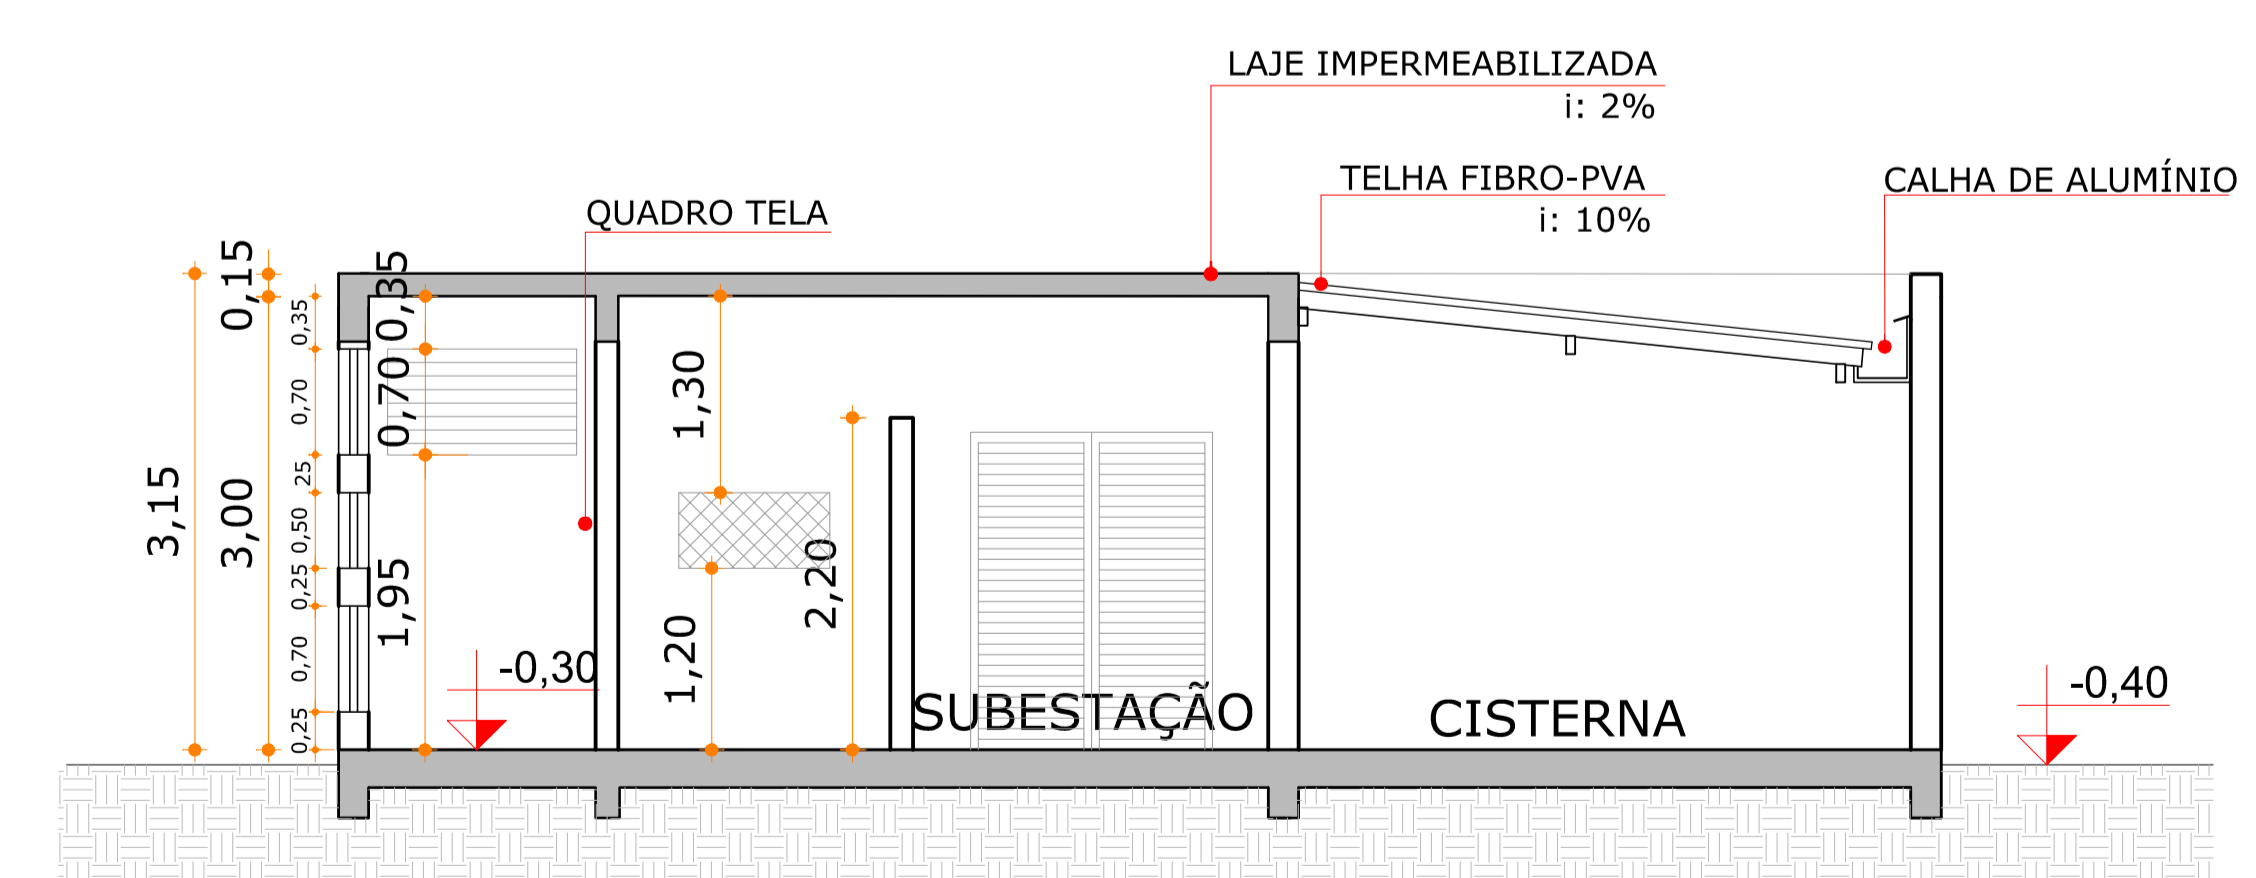 LAJE IMPERMEABILIZADA
i: 2%
TELHA FIBRO-PVA
i: 10%
CALHA DE ALUMÍNIO
QUADRO TELA
3,15
0,15
3,00
0,35
0,70
25
0,50
0,25
0,70
0,25
0,35
0,70
1,95
-0,30
1,30
1,20
2,20
SUBESTAÇÃO
CISTERNA
-0,40